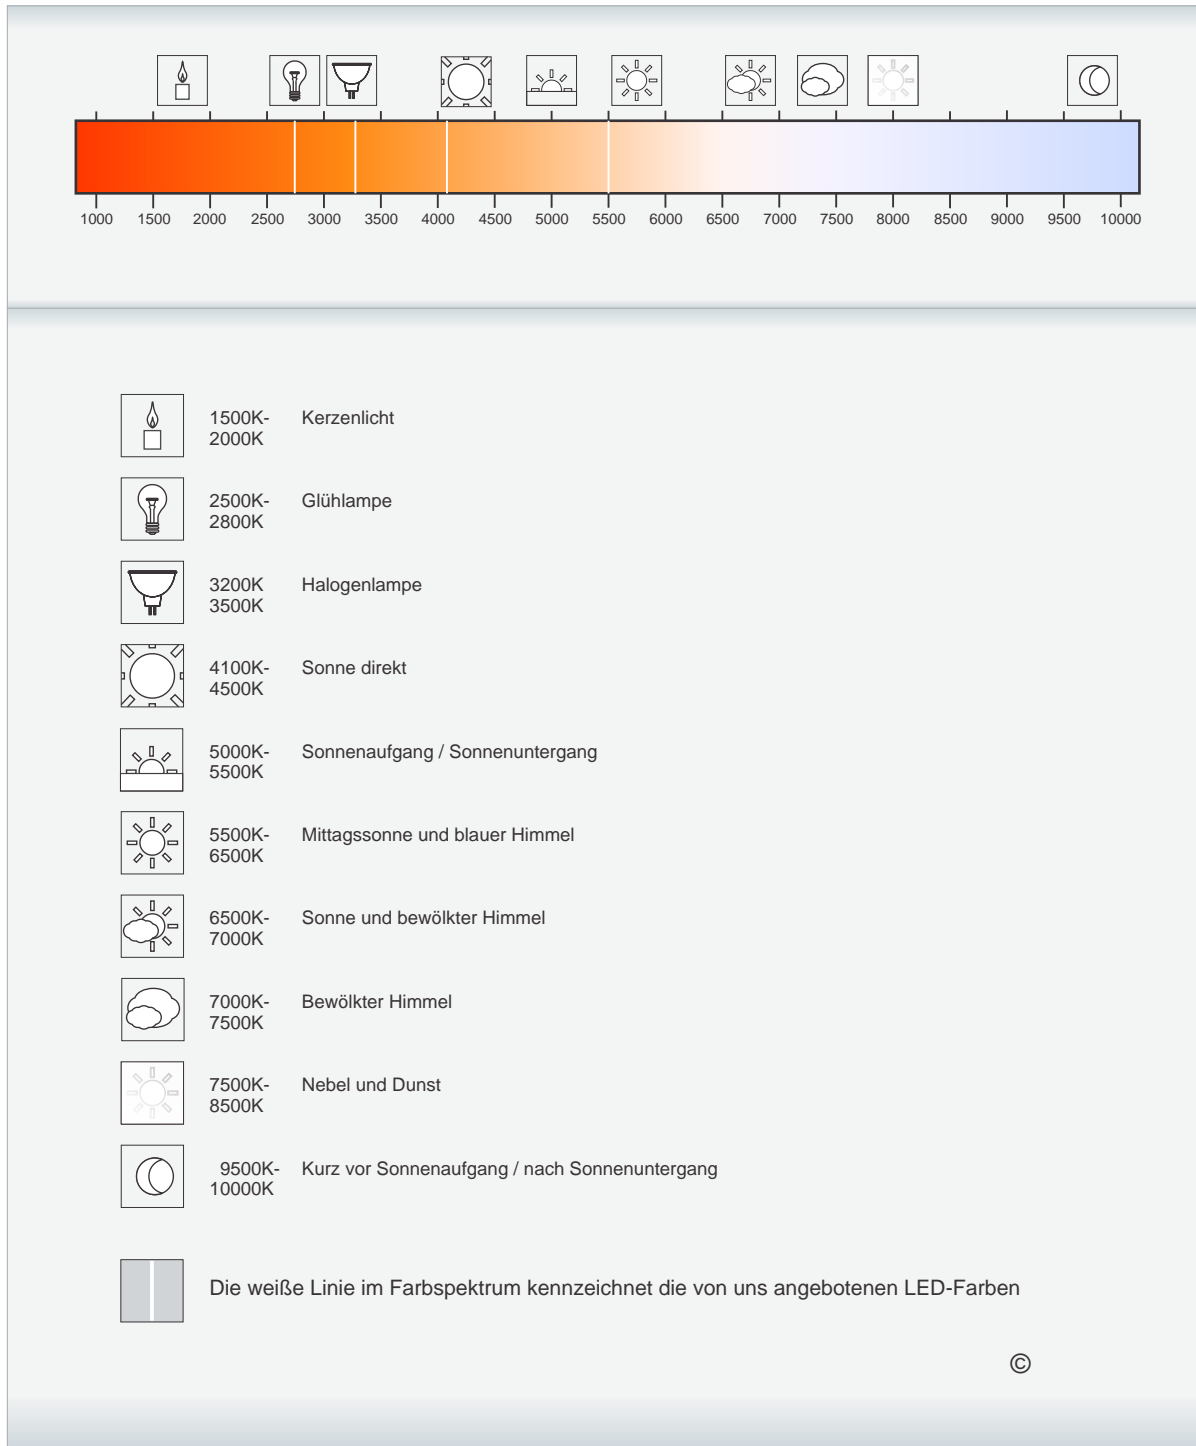 1000 1500 2000 2500 3000 3500 4000 4500 5000 5500 6000 6500 7000 7500 8000 8500 9000 9500 10000
1500K- Kerzenlicht
2000K
2500K- Glühlampe
2800K
3200K Halogenlampe
3500K
4100K- Sonne direkt
4500K
5000K- Sonnenaufgang / Sonnenuntergang
5500K
5500K- Mittagssonne und blauer Himmel
6500K
6500K- Sonne und bewölkter Himmel
7000K
7000K- Bewölkter Himmel
7500K
7500K- Nebel und Dunst
8500K
9500K- Kurz vor Sonnenaufgang / nach Sonnenuntergang
10000K
Die weiße Linie im Farbspektrum kennzeichnet die von uns angebotenen LED-Farben
©